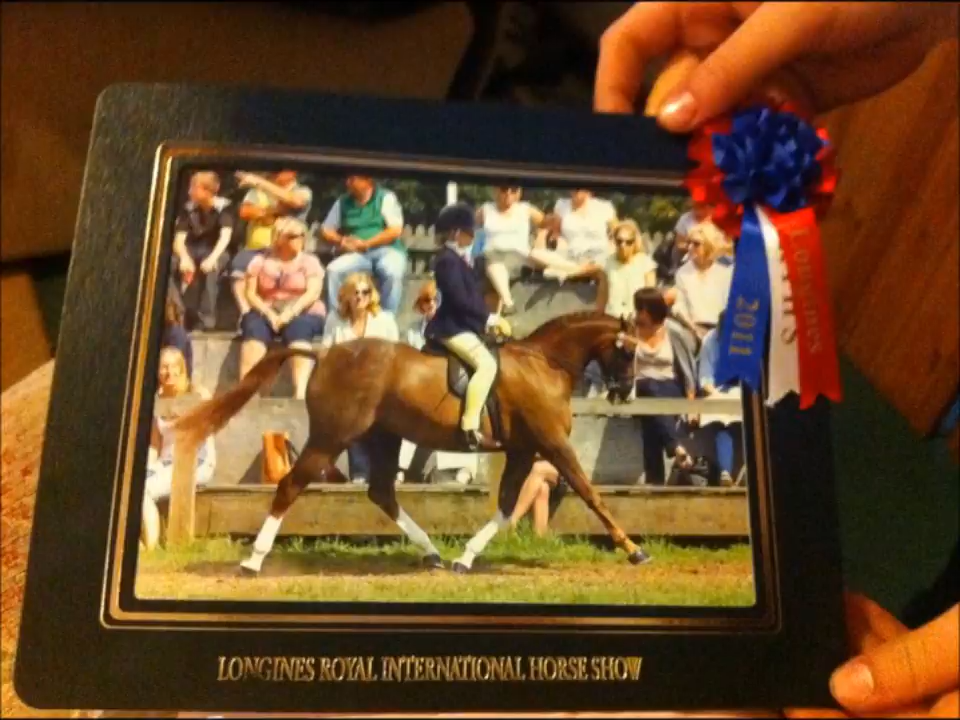 LONGINES
2011
LONGINES ROYAL INTERNATIONAL HORSE SHOW